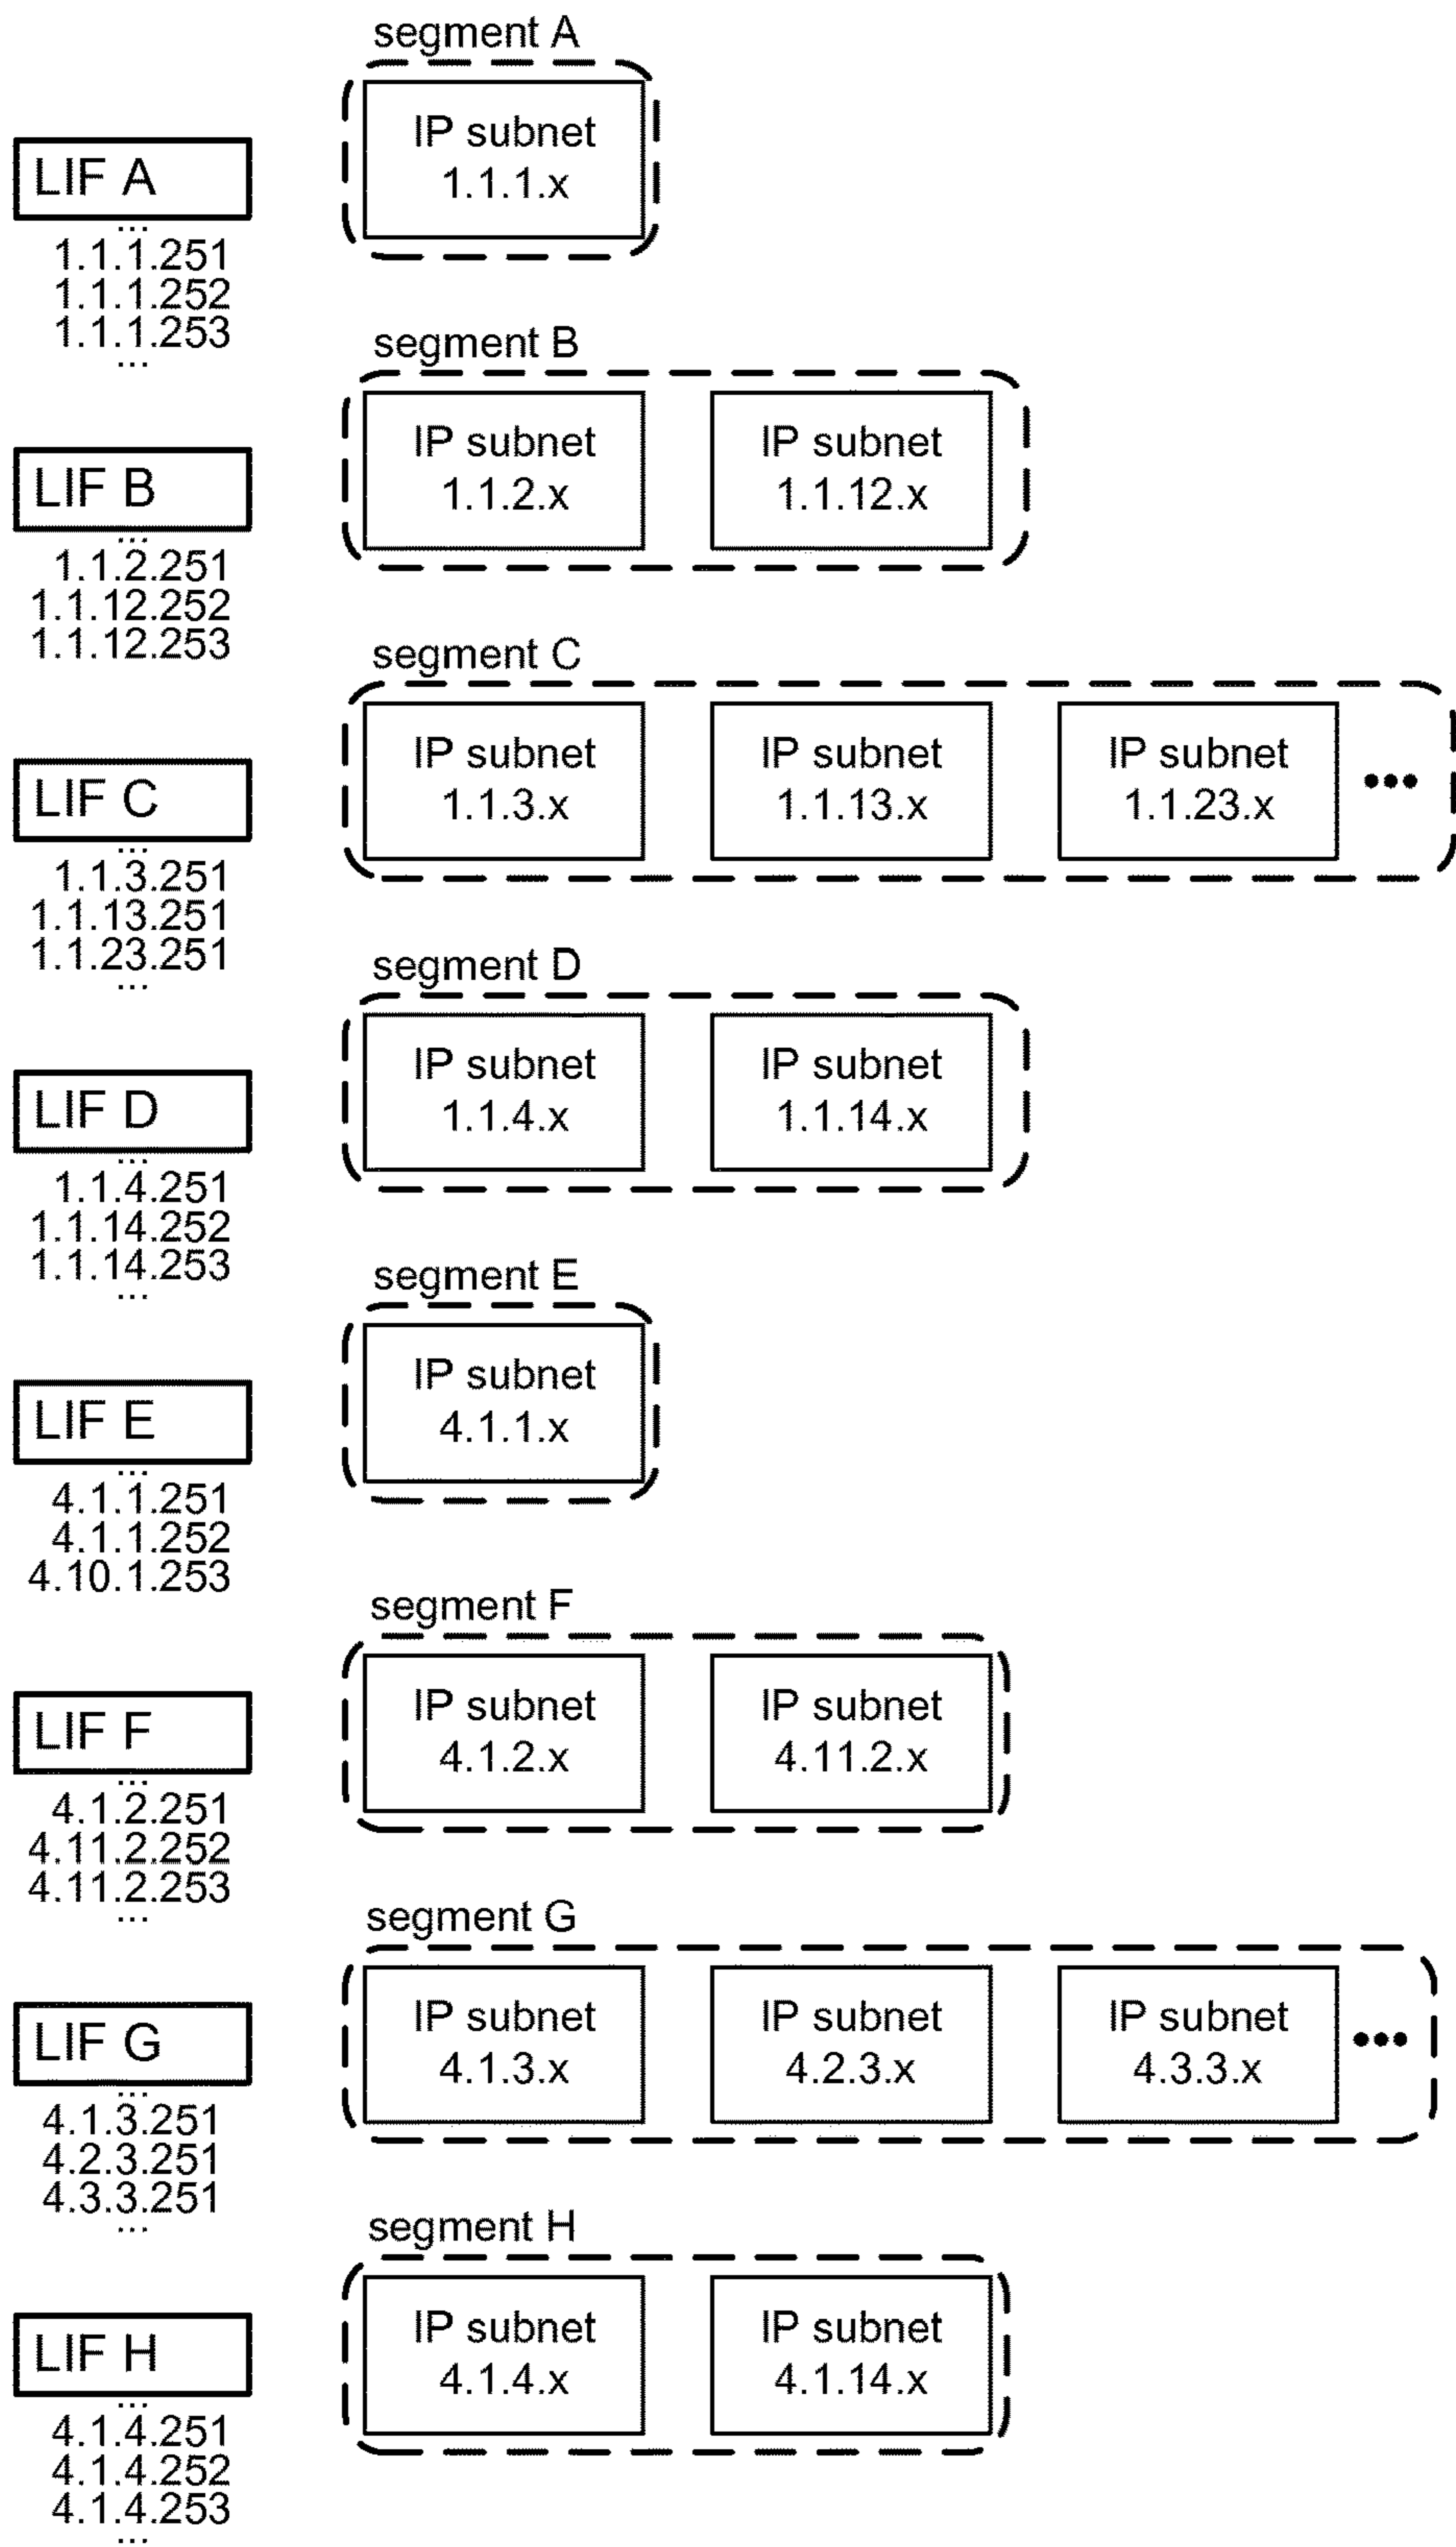 segment A
IP subnet
1.1.1.x
LIF A
...
1.1.1.251
1.1.1.252
1.1.1.253
...
segment B
IP subnet IP subnet
1.1.2.x 1.1.12.x
LIF B
...
1.1.2.251
1.1.12.252
1.1.12.253
segment C
IP subnet IP subnet IP subnet
1.1.3.x 1.1.13.x 1.1.23.x
•••
LIF C
...
1.1.3.251
1.1.13.251
1.1.23.251
...
segment D
IP subnet IP subnet
1.1.4.x 1.1.14.x
LIF D
...
1.1.4.251
1.1.14.252
1.1.14.253
...
segment E
IP subnet
4.1.1.x
LIF E
...
4.1.1.251
4.1.1.252
4.10.1.253
segment F
IP subnet IP subnet
4.1.2.x 4.11.2.x
LIF F
...
4.1.2.251
4.11.2.252
4.11.2.253
...
segment G
IP subnet IP subnet IP subnet
4.1.3.x 4.2.3.x 4.3.3.x
•••
LIF G
...
4.1.3.251
4.2.3.251
4.3.3.251
...
segment H
IP subnet IP subnet
4.1.4.x 4.1.14.x
LIF H
...
4.1.4.251
4.1.4.252
4.1.4.253
...